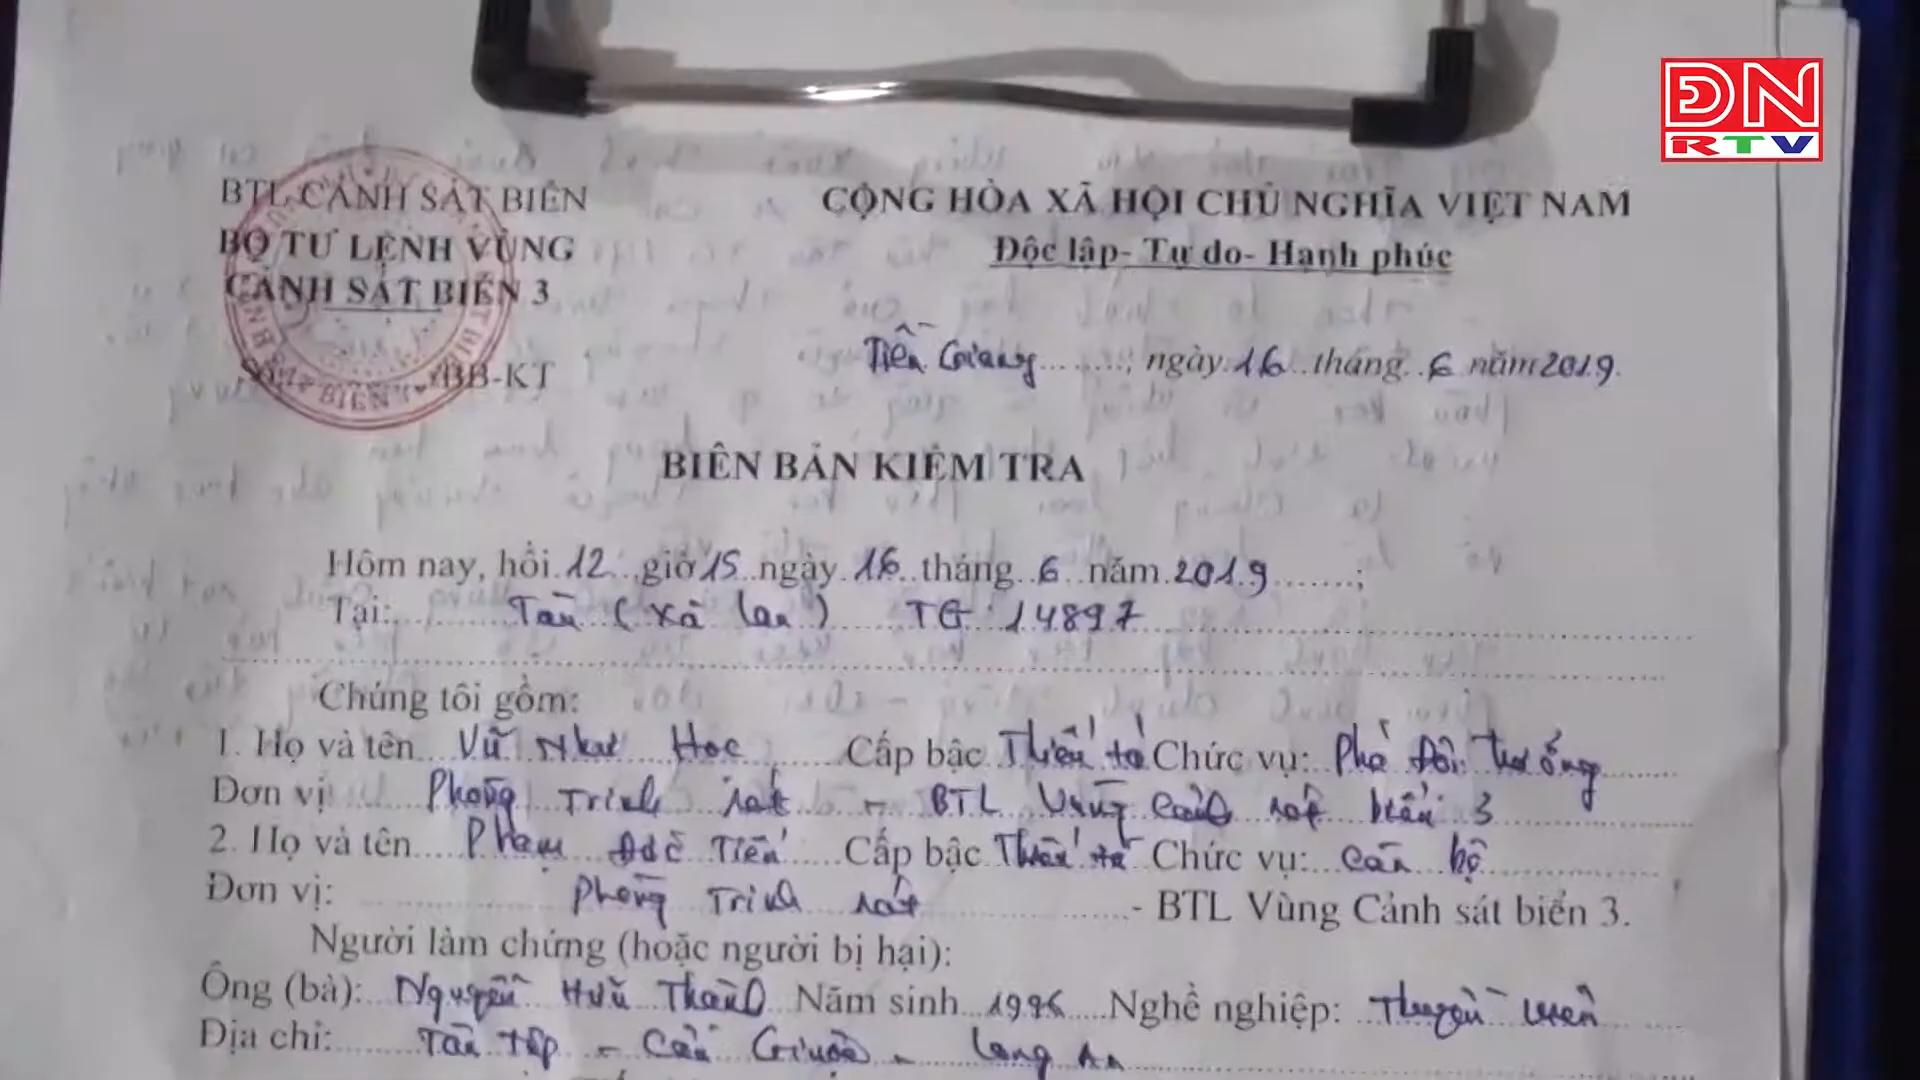 ĐN
RTV
BTL CẢNH SÁT BIỂN
BỘ TƯ LỆNH VÙNG
CẢNH SÁT BIỂN 3
/BB-KT
CỘNG HÒA XÃ HỘI CHỦ NGHĨA VIỆT NAM
Độc lập- Tự do- Hạnh phúc
Tiền Giang........., ngày 16 tháng 6 năm 2019.
BIÊN BẢN KIỂM TRA
Hôm nay, hồi 12 giờ 15 ngày 16 tháng 6 năm 2019.......;
Tại: Tàu (Xà lan) TG 14897
Chúng tôi gồm:
1. Họ và tên Vũ Như Học Cấp bậc Thiếu tá Chức vụ: Phó Đội trưởng
Đơn vị Phòng Trinh sát - BTL Vùng Cảnh sát biển 3
2. Họ và tên Phạm Đức Tiến Cấp bậc Thiếu tá Chức vụ: Cán bộ
Đơn vị: Phòng Trinh sát - BTL Vùng Cảnh sát biển 3.
Người làm chứng (hoặc người bị hại):
Ông (bà): Nguyễn Hữu Thành Năm sinh 1996 Nghề nghiệp: Thuyền viên
Địa chỉ: Tân Tập - Cần Giuộc - Long An